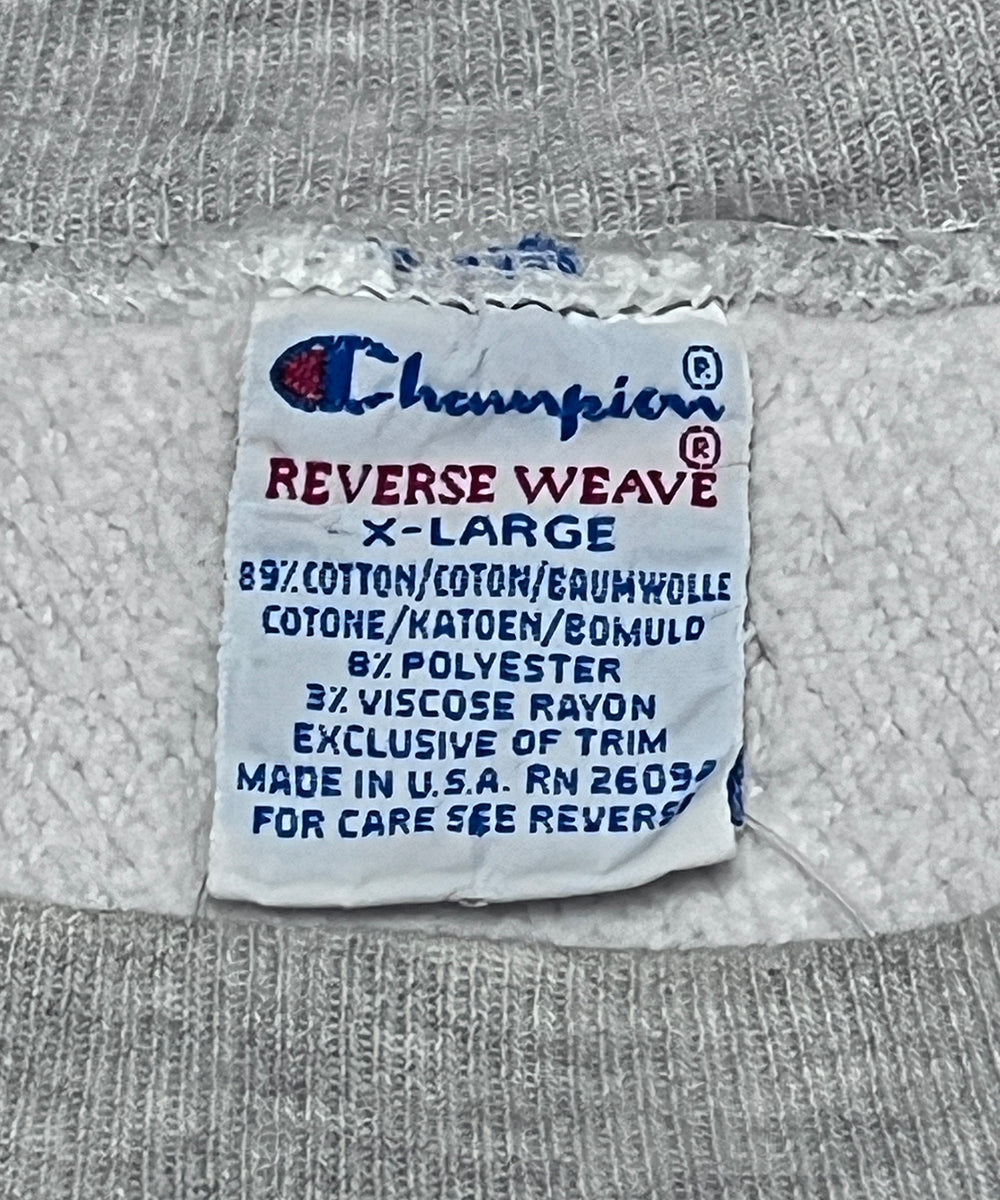 Champion®
®
REVERSE WEAVE
X-LARGE
89% COTTON/COTON/BAUMWOLLE
COTONE/KATOEN/BOMULD
8% POLYESTER
3% VISCOSE RAYON
EXCLUSIVE OF TRIM
MADE IN U.S.A. RN
FOR CARE SEE REVERSE